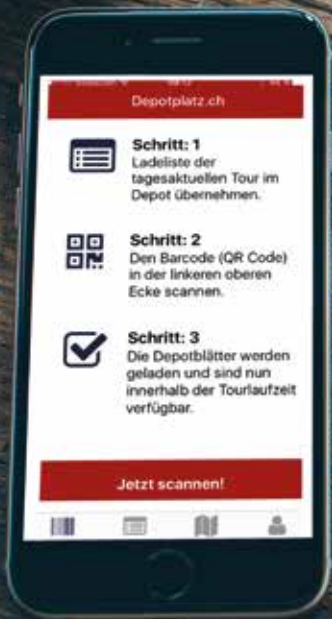 Depotplatz.ch
Schritt: 1
Ladeliste der
tagesaktuellen Tour im
Depot übernehmen.
Schritt: 2
Den Barcode (QR Code)
in der linkeren oberen
Ecke scannen.
Schritt: 3
Die Depotblätter werden
geladen und sind nun
innerhalb der Tourlaufzeit
verfügbar.
Jetzt scannen!